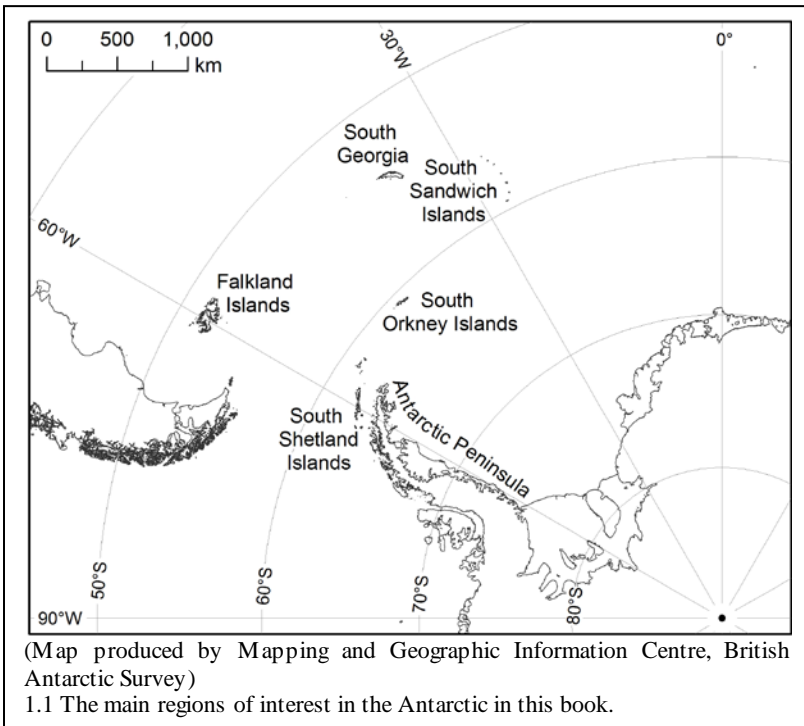 0 500 1,000
km
30°W
0°
South
Georgia
South
Sandwich
Islands
60°W
Falkland
Islands
South
Orkney Islands
Antarctic Peninsula
South
Shetland
Islands
50°S
60°S
70°S
80°S
90°W
(Map produced by Mapping and Geographic Information Centre, British
Antarctic Survey)
1.1 The main regions of interest in the Antarctic in this book.